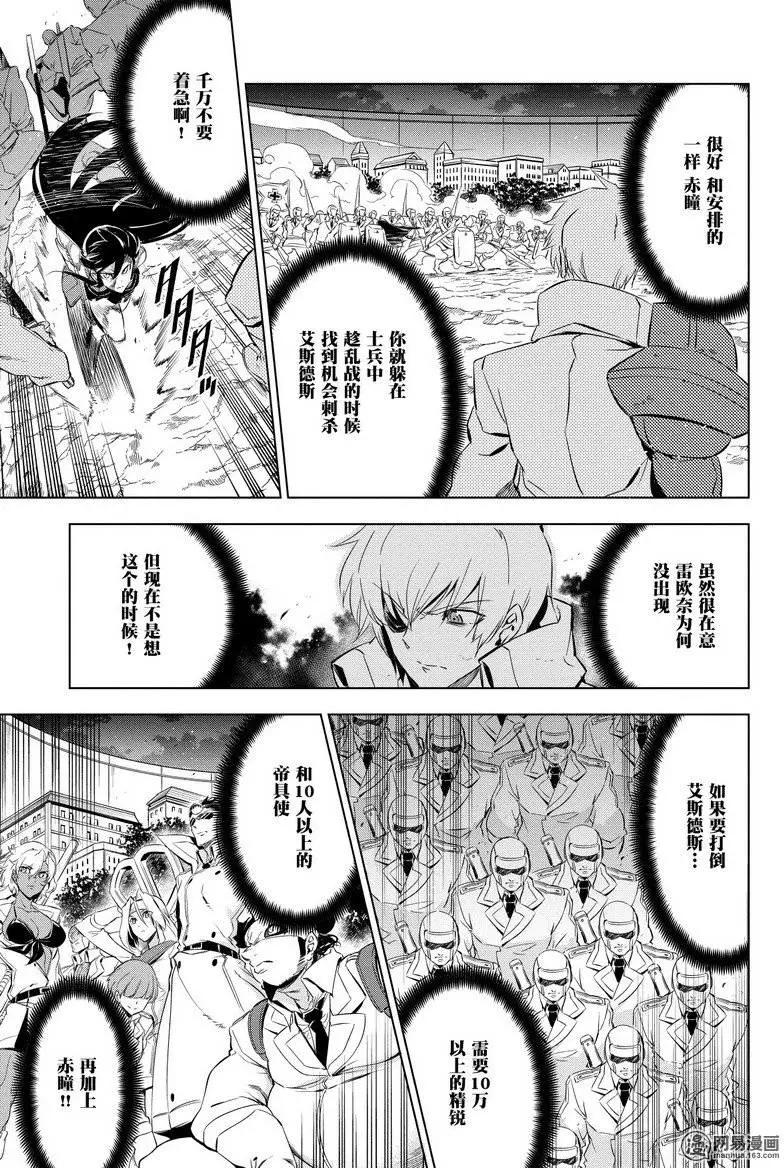 很好 和安排的
一样 赤瞳
你就躲在
士兵中
趁乱战的时候
找到机会刺杀
艾斯德斯
千万不要
着急啊！
ダダッ
虽然很在意
雷欧奈为何
没出现
但现在不是想
这个的时候！
如果要打倒
艾斯德斯…
需要10万
以上的精锐
和10人以上的
帝具使
再加上
赤瞳!!
网易漫画
manhua.163.com